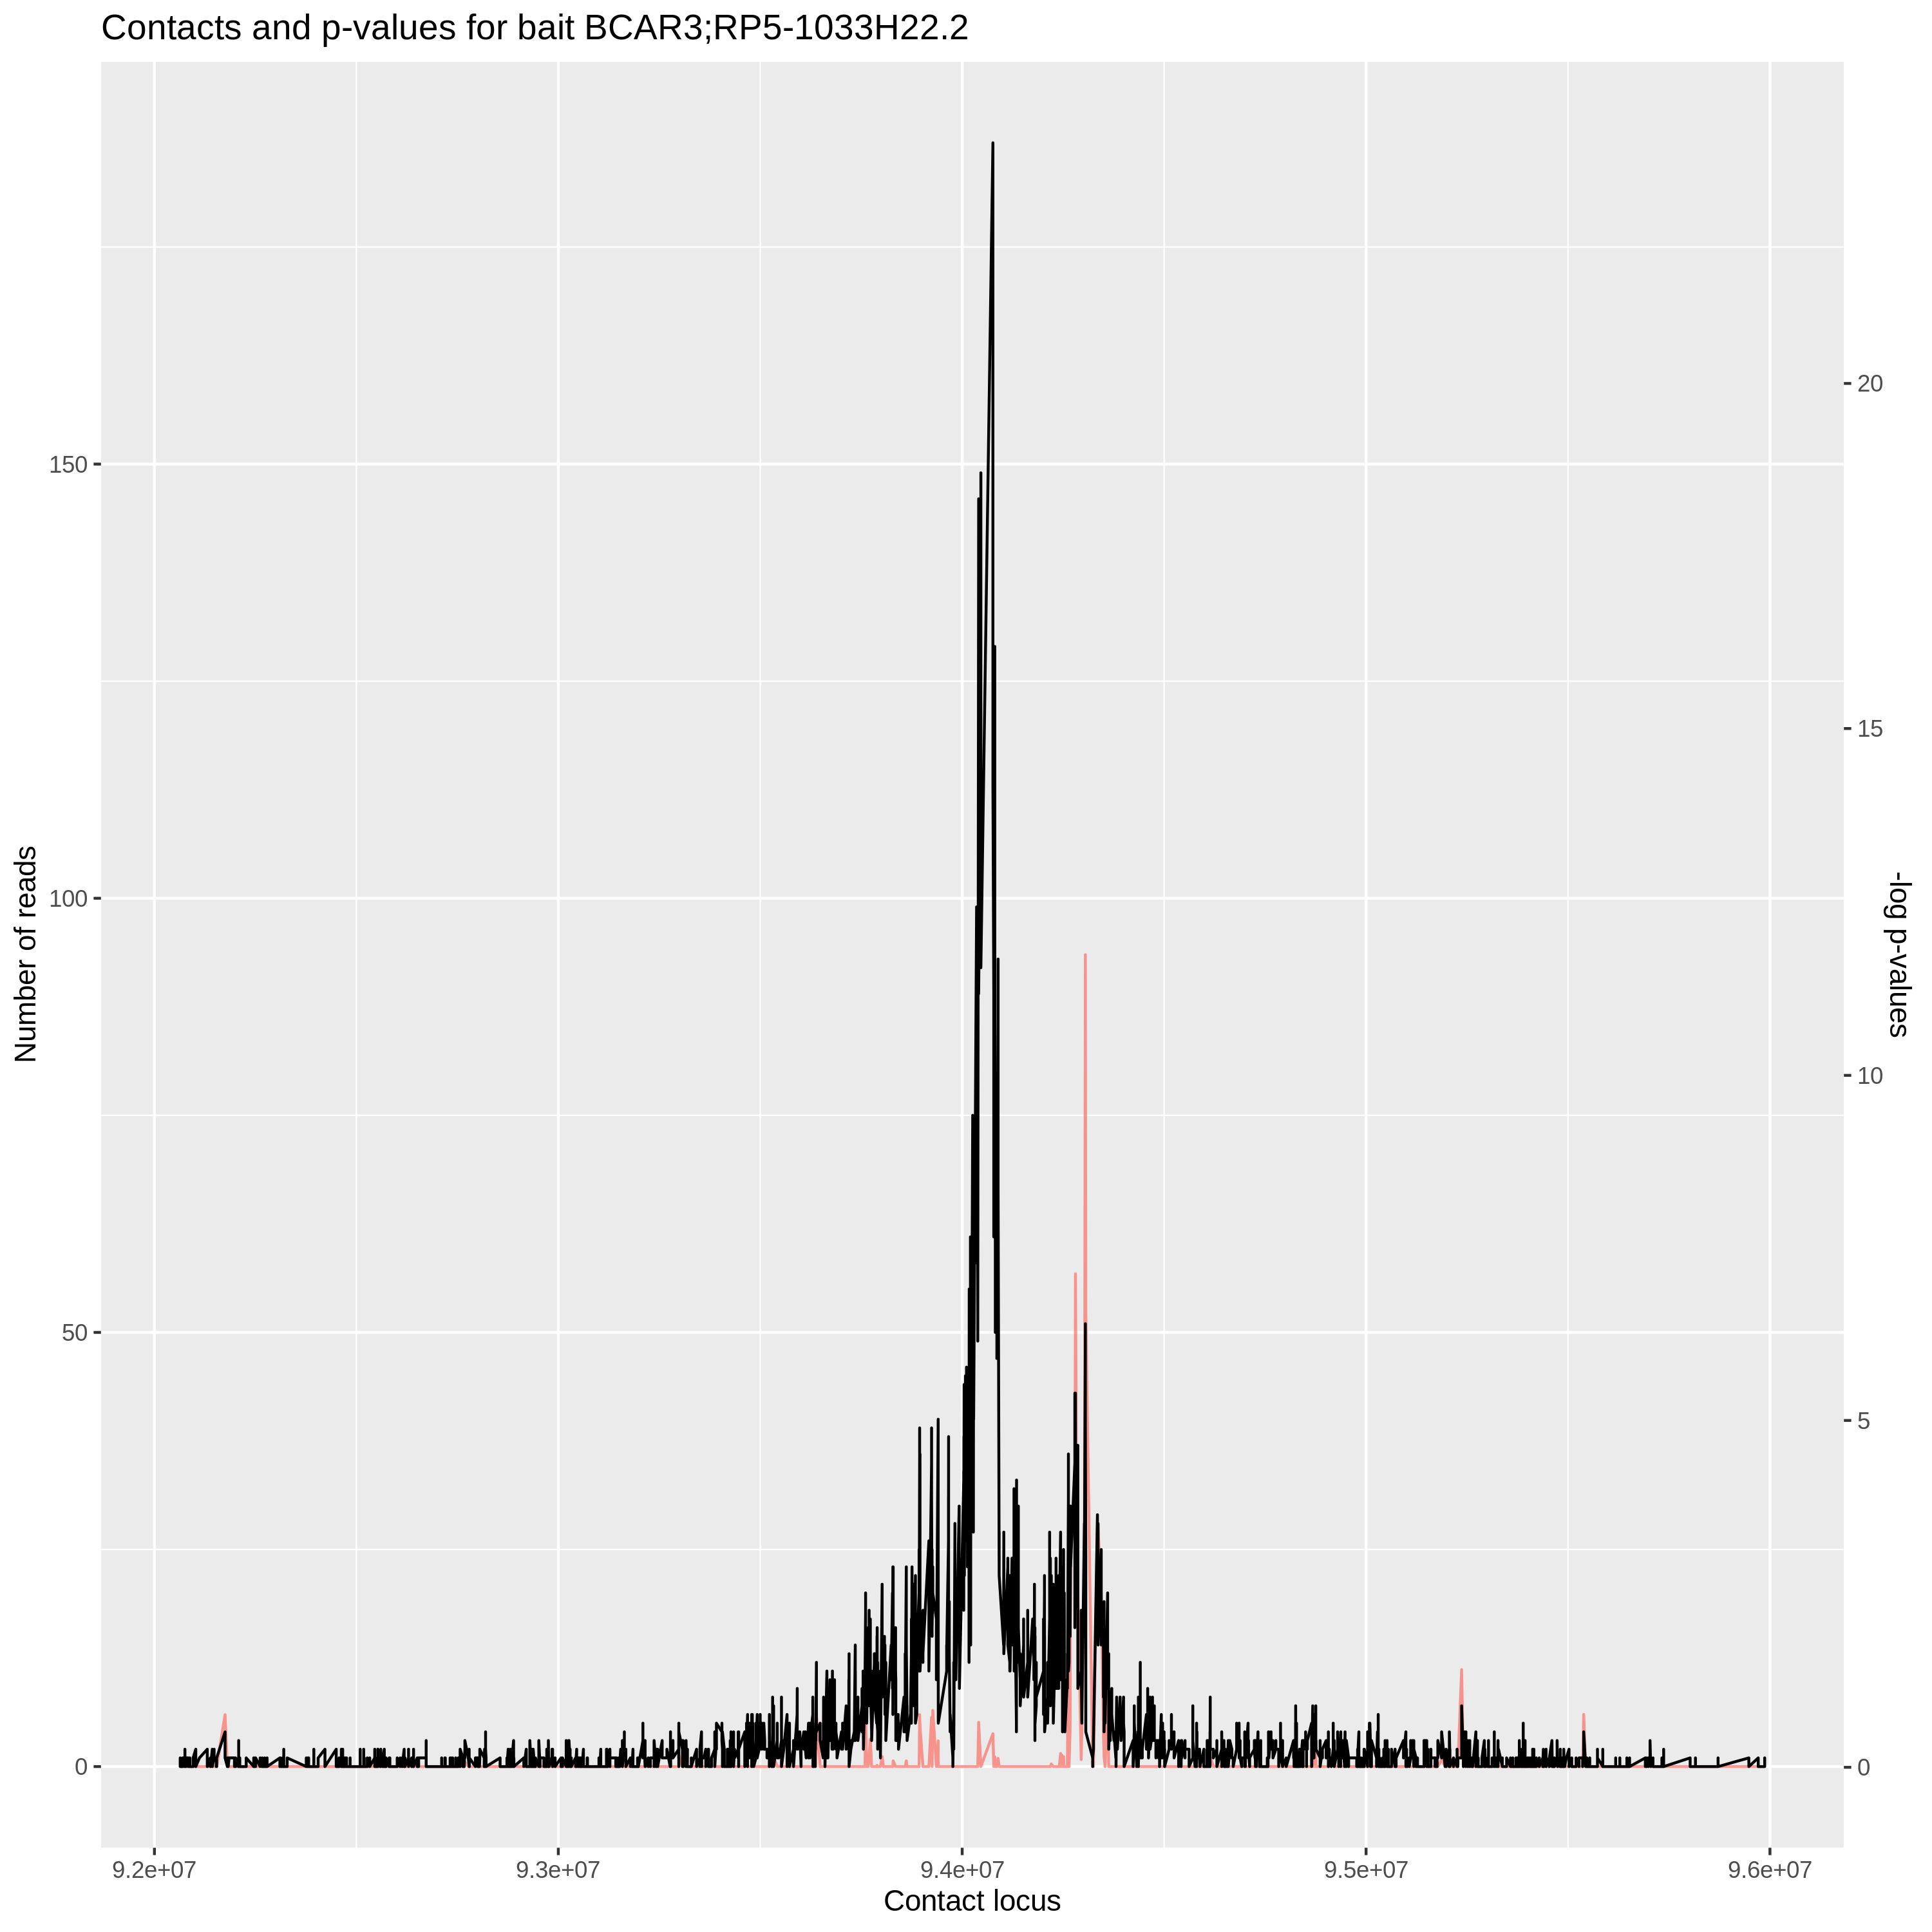 Contacts and p-values for bait BCAR3;RP5-1033H22.2
Number of reads
150
100
50
0
20
15
10
5
0
-log p-values
9.2e+07 9.3e+07 9.4e+07 9.5e+07 9.6e+07
Contact locus